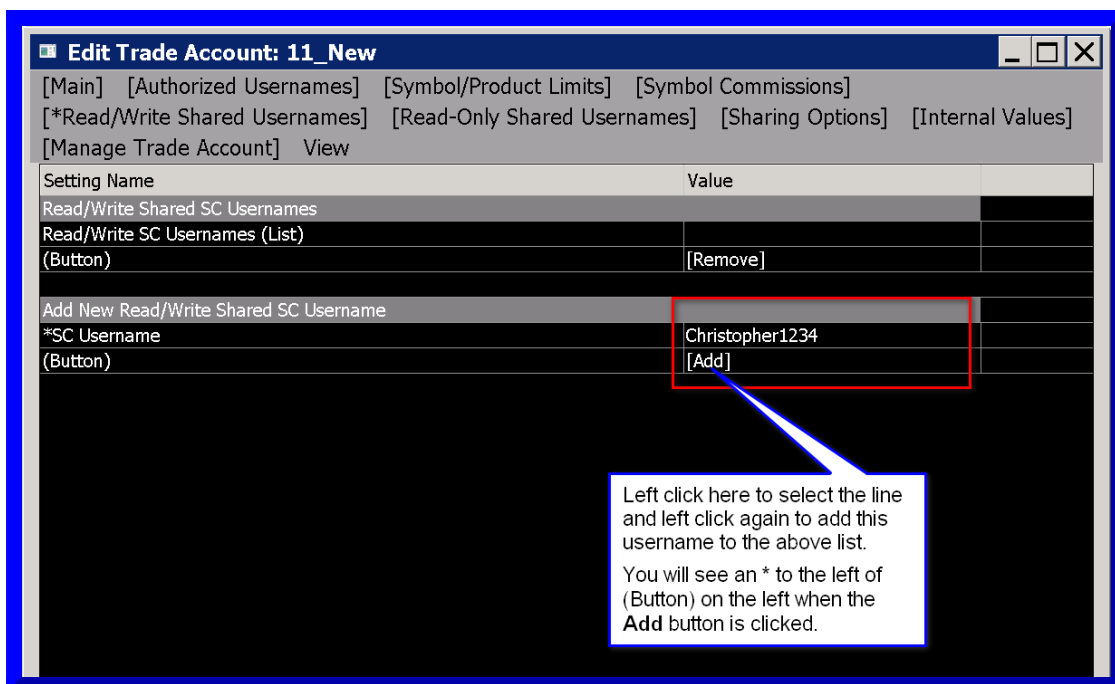 Edit Trade Account: 11_New
[Main] [Authorized Usernames] [Symbol/Product Limits] [Symbol Commissions]
[*Read/Write Shared Usernames] [Read-Only Shared Usernames] [Sharing Options] [Internal Values]
[Manage Trade Account] View
Setting Name Value
Read/Write Shared SC Usernames
Read/Write SC Usernames (List)
(Button) [Remove]
Add New Read/Write Shared SC Username
*SC Username Christopher1234
(Button) [Add]
Left click here to select the line
and left click again to add this
username to the above list.
You will see an * to the left of
(Button) on the left when the
Add button is clicked.